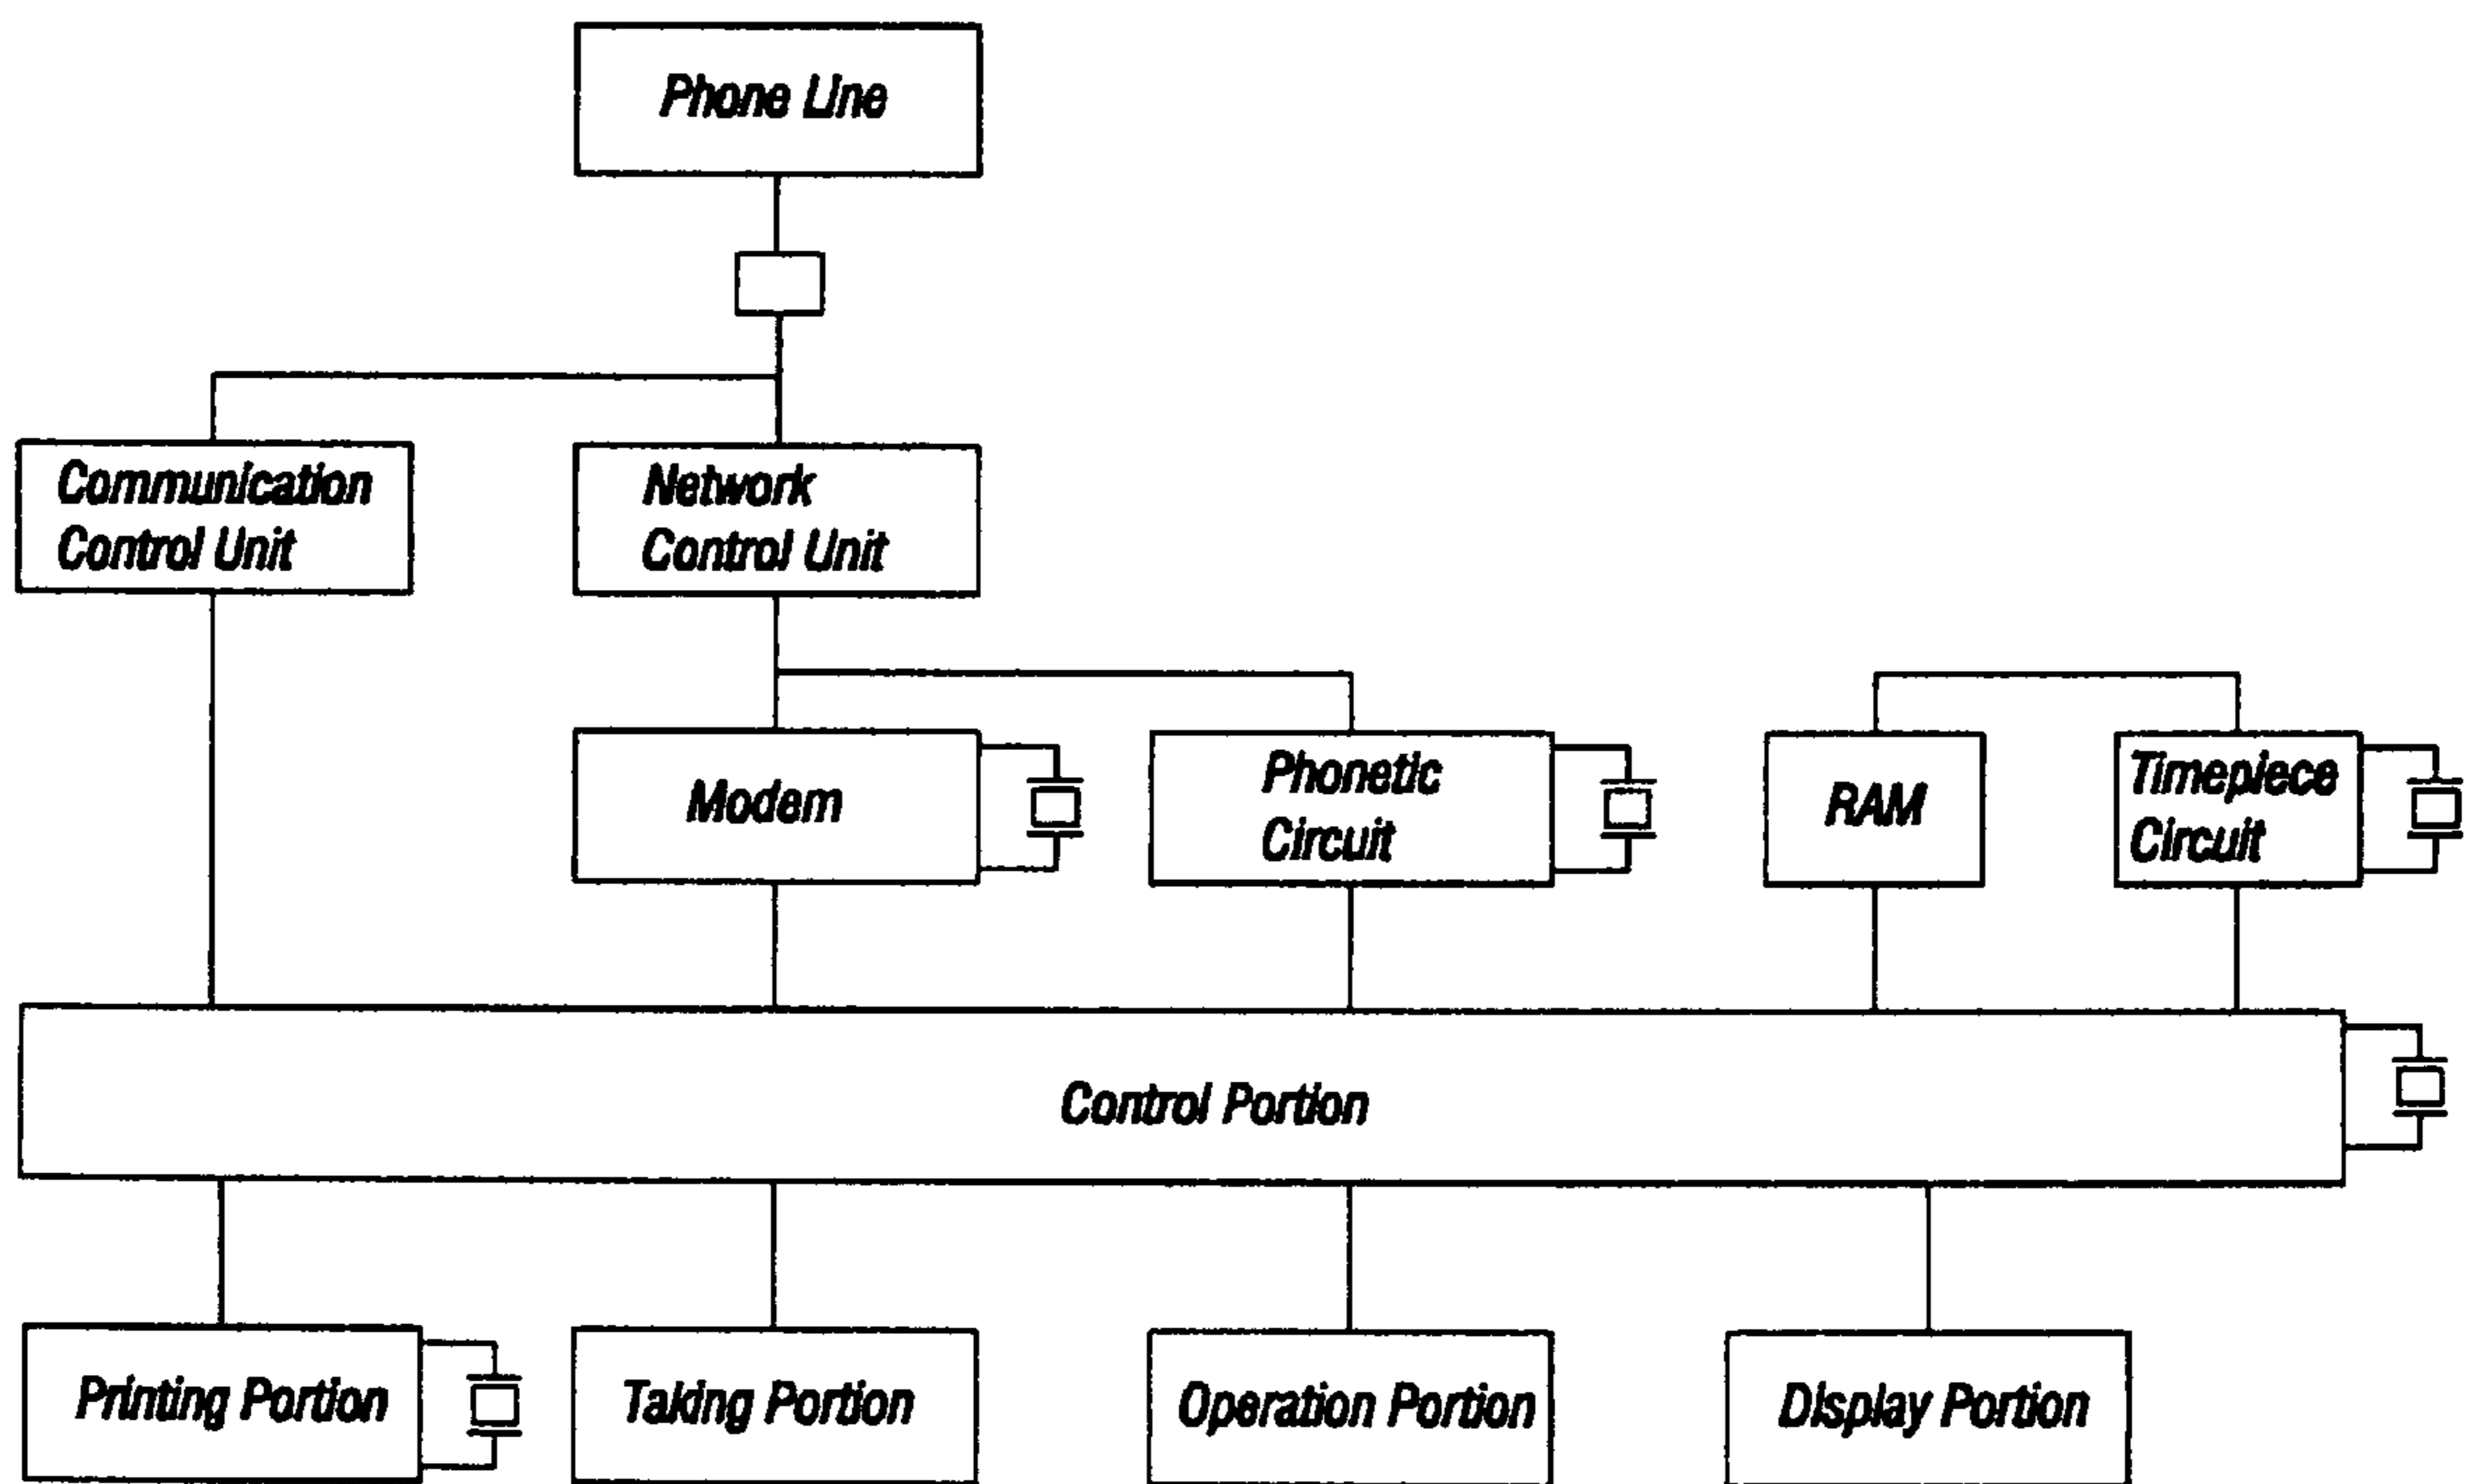 Phone Line
Communication
Control Unit
Network
Control Unit
Modem
Phonetic
Circuit
RAM
Timepiece
Circuit
Control Portion
Printing Portion
Taking Portion
Operation Portion
Display Portion